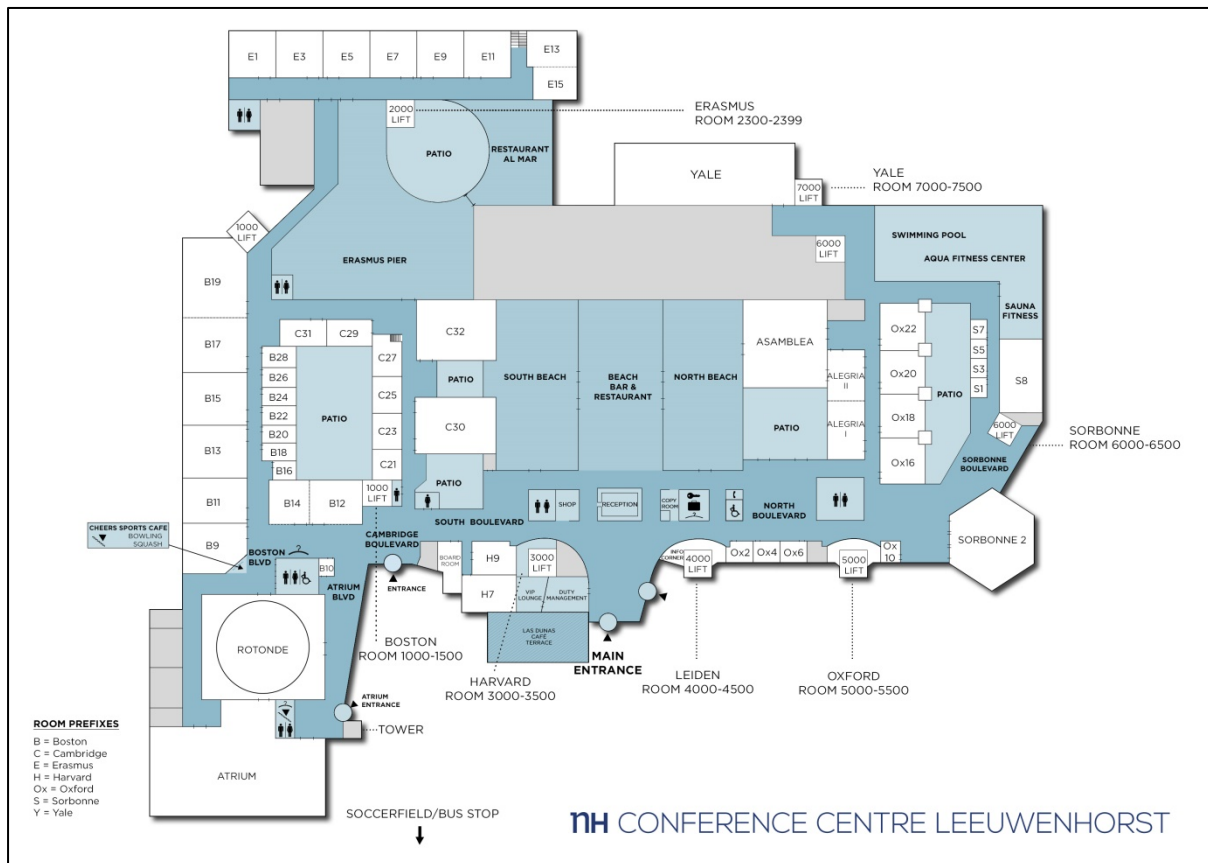 E1
E3
E5
E7
E9
E11
E13
E15
2000
LIFT
ERASMUS
ROOM 2300-2399
PATIO
RESTAURANT
AL MAR
YALE
7000
LIFT
YALE
ROOM 7000-7500
1000
LIFT
6000
LIFT
SWIMMING POOL
AQUA FITNESS CENTER
ERASMUS PIER
SAUNA
FITNESS
B19
B17
B15
B13
B11
B9
C31
C29
B28
B26
B24
B22
B20
B18
B16
B14
B12
PATIO
C27
C25
C23
C21
1000
LIFT
C32
PATIO
C30
PATIO
SOUTH BEACH
BEACH
BAR &
RESTAURANT
NORTH BEACH
ASAMBLEA
PATIO
ALEGRIA
II
ALEGRIA
I
Ox22
Ox20
Ox18
Ox16
PATIO
S7
S5
S3
S1
S8
6000
LIFT
SORBONNE
ROOM 6000-6500
SORBONNE
BOULEVARD
SHOP
RECEPTION
COPY
ROOM
NORTH
BOULEVARD
SOUTH BOULEVARD
CHEERS SPORTS CAFE
BOWLING
SQUASH
BOSTON
BLVD
CAMBRIDGE
BOULEVARD
ENTRANCE
BOARD
ROOM
H9
H7
3000
LIFT
VIP
LOUNGE
DUTY
MANAGEMENT
INFO
CORNER
4000
LIFT
Ox2
Ox4
Ox6
5000
LIFT
Ox
10
SORBONNE 2
B10
ATRIUM
BLVD
ROTONDE
LAS DUNAS
CAFÉ
TERRACE
MAIN
ENTRANCE
BOSTON
ROOM 1000-1500
HARVARD
ROOM 3000-3500
LEIDEN
ROOM 4000-4500
OXFORD
ROOM 5000-5500
ATRIUM
ENTRANCE
TOWER
ROOM PREFIXES
B = Boston
C = Cambridge
E = Erasmus
H = Harvard
Ox = Oxford
S = Sorbonne
Y = Yale
ATRIUM
SOCCERFIELD/BUS STOP
nH CONFERENCE CENTRE LEEUWENHORST